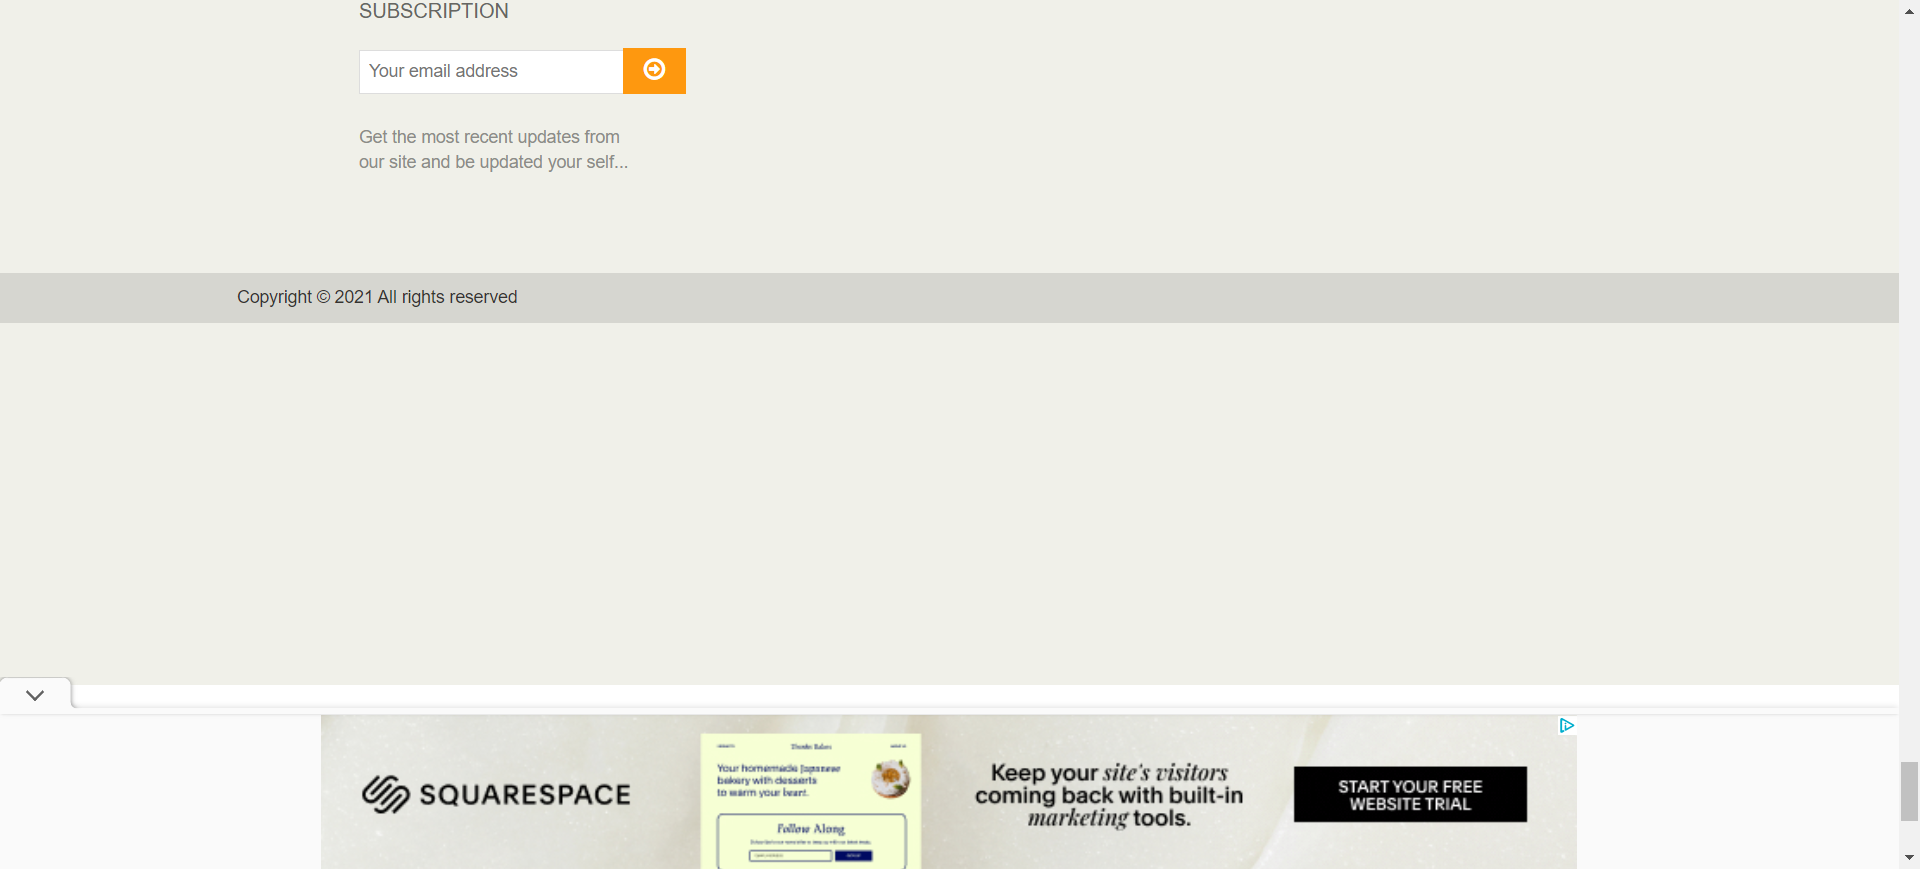 SUBSCRIPTION
Your email address
Get the most recent updates from
our site and be updated your self...
Copyright © 2021 All rights reserved
SQUARESPACE
Your homemade Japanese
bakery with desserts
to warm your heart.
Follow Along
Keep your site's visitors
coming back with built-in
marketing tools.
START YOUR FREE
WEBSITE TRIAL